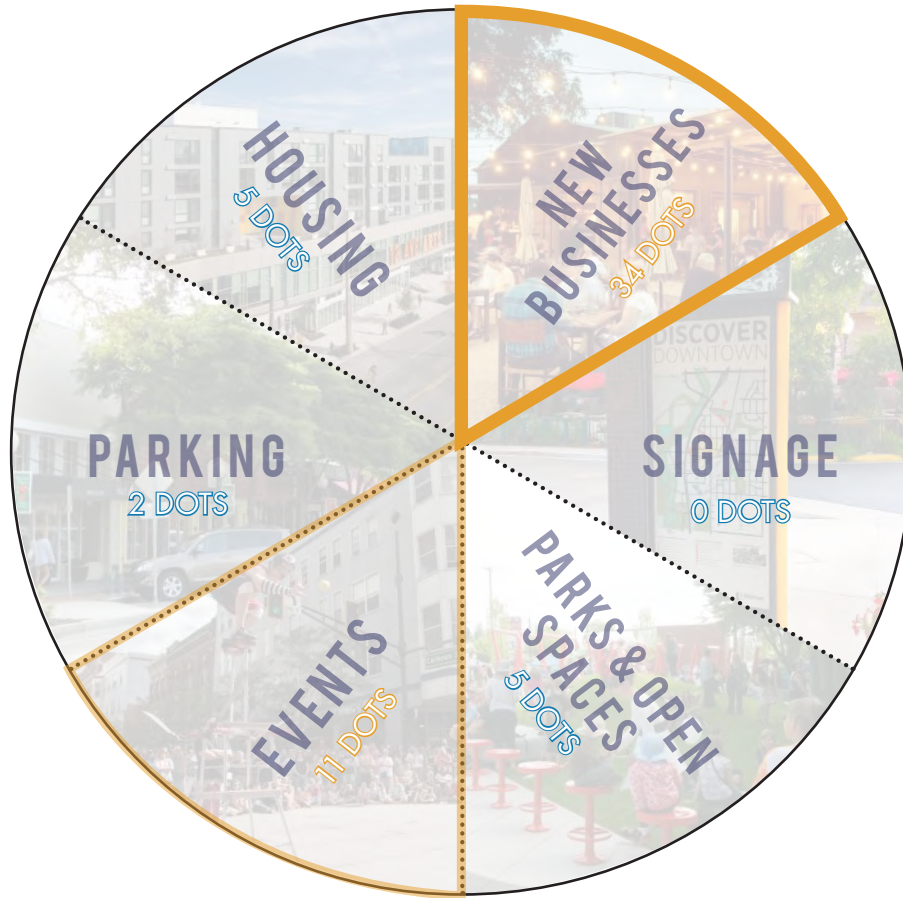 HOUSING
5 DOTS
NEW
BUSINESSES
34 DOTS
DISCOVER
DOWNTOWN
PARKING
2 DOTS
SIGNAGE
0 DOTS
EVENTS
11 DOTS
PARKS & OPEN
SPACES
5 DOTS